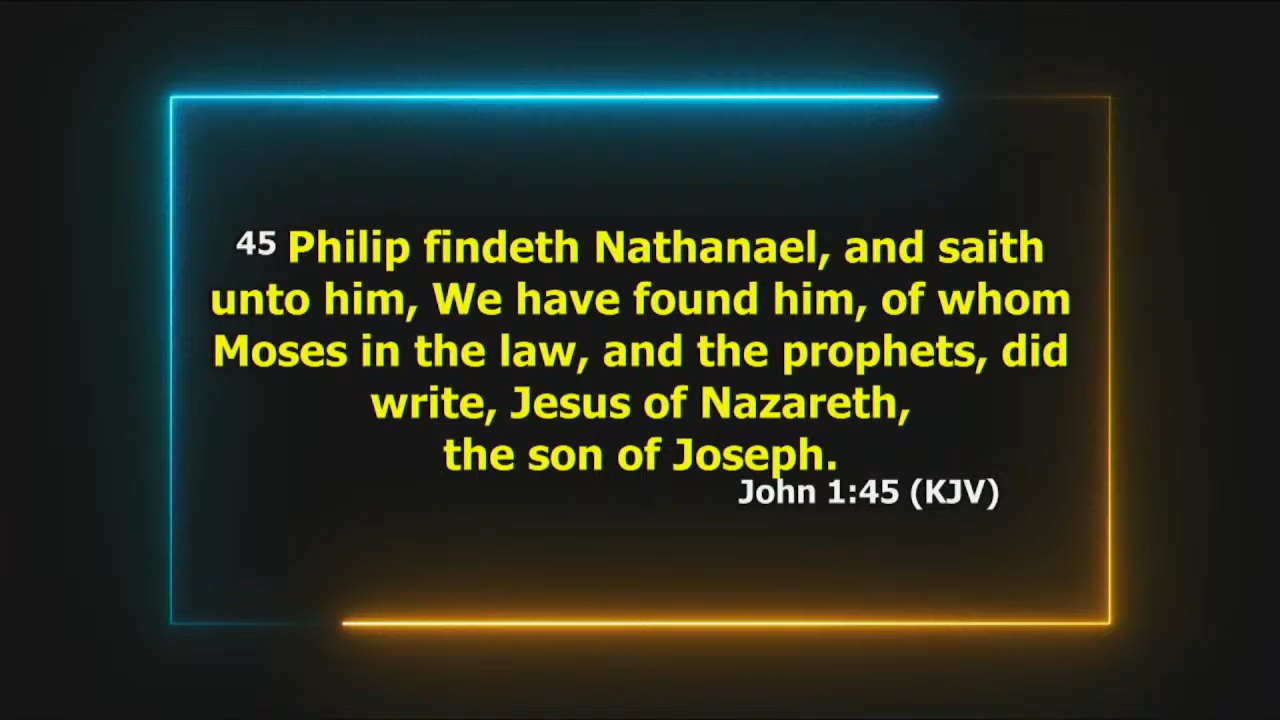 45 Philip findeth Nathanael, and saith
unto him, We have found him, of whom
Moses in the law, and the prophets, did
write, Jesus of Nazareth,
the son of Joseph.
John 1:45 (KJV)